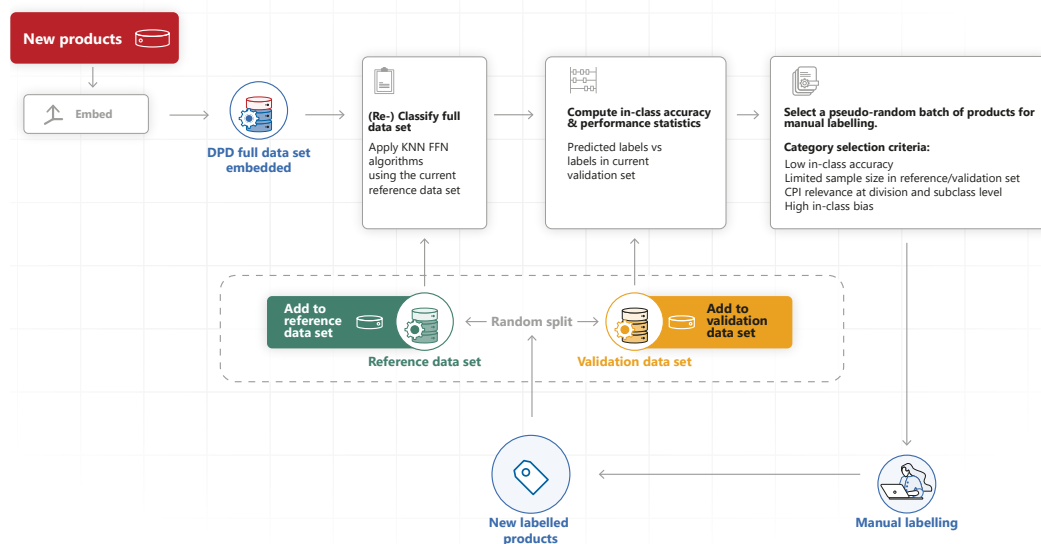 New products
Embed
DPD full data set
embedded
(Re-) Classify full
data set
Apply KNN FFN
algorithms
using the current
reference data set
Compute in-class accuracy
& performance statistics
Predicted labels vs
labels in current
validation set
Select a pseudo-random batch of products for
manual labelling.
Category selection criteria:
Low in-class accuracy
Limited sample size in reference/validation set
CPI relevance at division and subclass level
High in-class bias
Add to
reference
data set
Reference data set
Random split
Add to
validation
data set
Validation data set
New labelled
products
Manual labelling